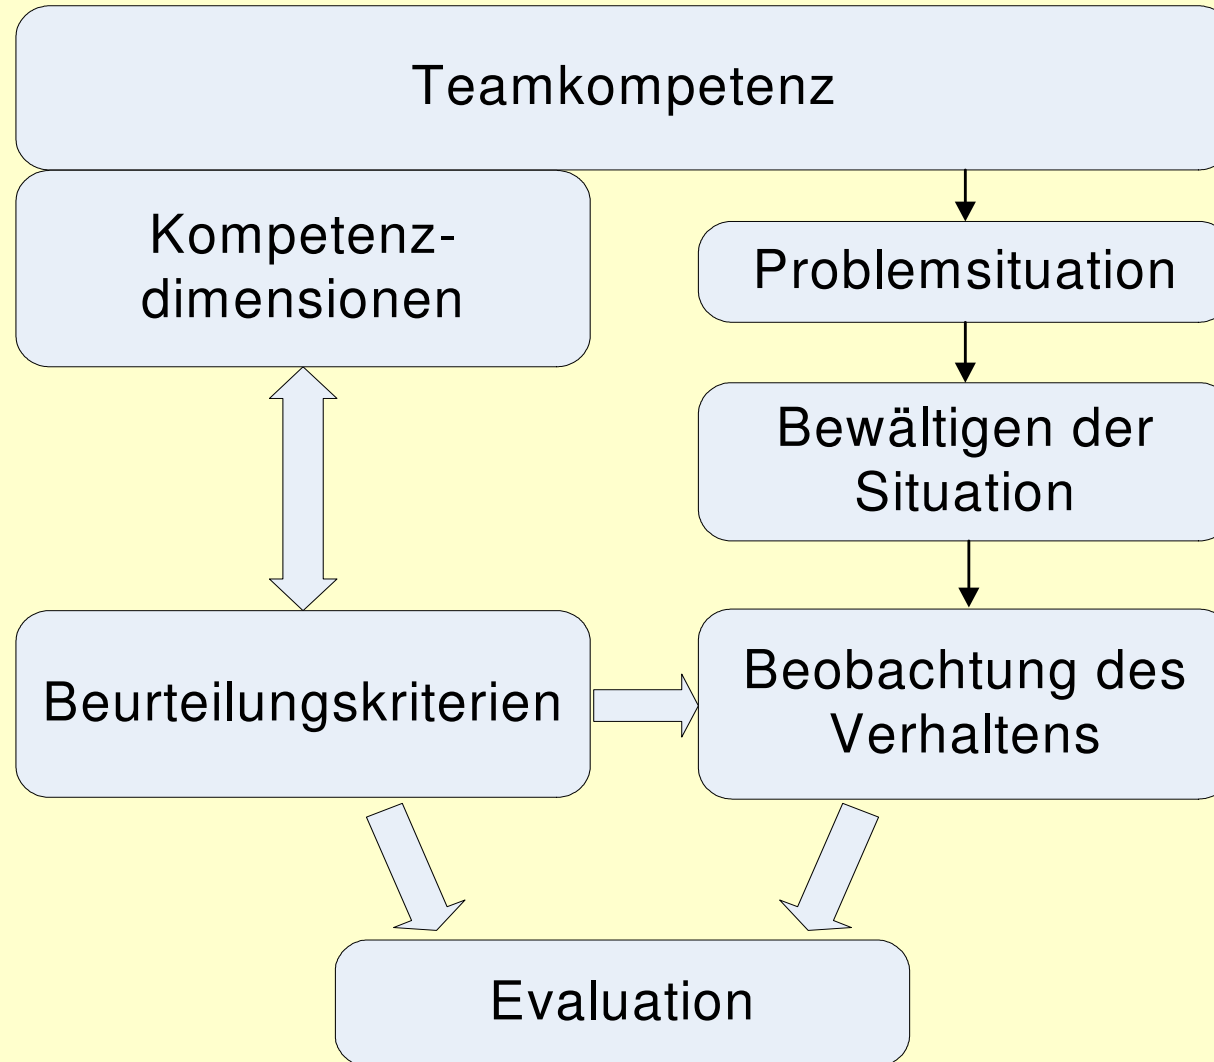 Teamkompetenz
Kompetenz-
dimensionen
Problemsituation
Bewältigen der
Situation
Beurteilungskriterien
Beobachtung des
Verhaltens
Evaluation